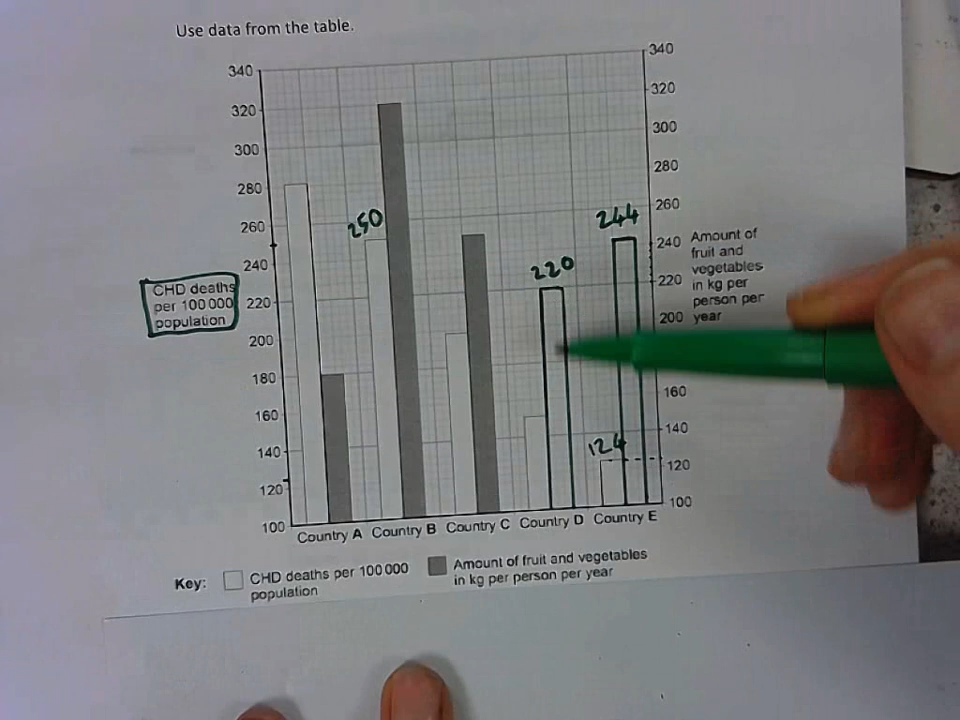 Use data from the table.
340
320
300
280
260
240
220
200
180
160
140
120
100
CHD deaths
per 100 000
population
250
220
244
124
340
320
300
280
260
240
220
200
160
140
120
100
Amount of
fruit and
vegetables
in kg per
person per
year
Country A Country B Country C Country D Country E
Key:
CHD deaths per 100 000
population
Amount of fruit and vegetables
in kg per person per year